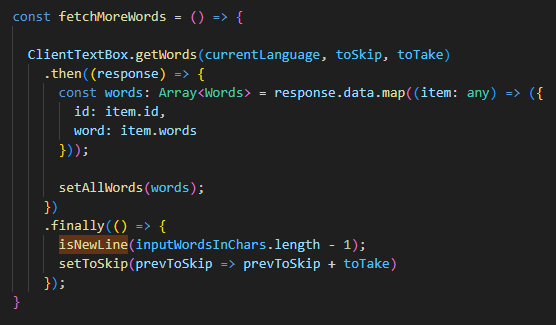 const fetchMoreWords = () => {
ClientTextBox.getWords(currentLanguage, toSkip, toTake)
.then((response) => {
const words: Array<Words> = response.data.map((item: any) => ({
id: item.id,
word: item.words
}));
setAllWords(words);
})
.finally(() => {
isNewLine(inputWordsInChars.length - 1);
setToSkip(prevToSkip => prevToSkip + toTake)
});
}